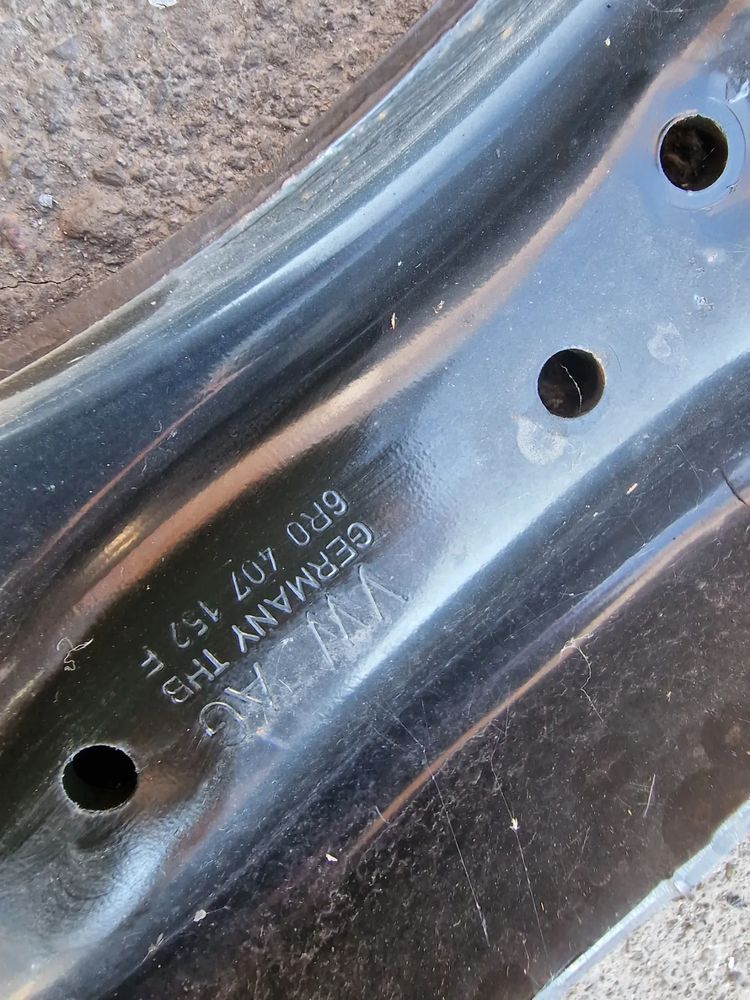 VW AG
GERMANY THB
6R0 407 152 F